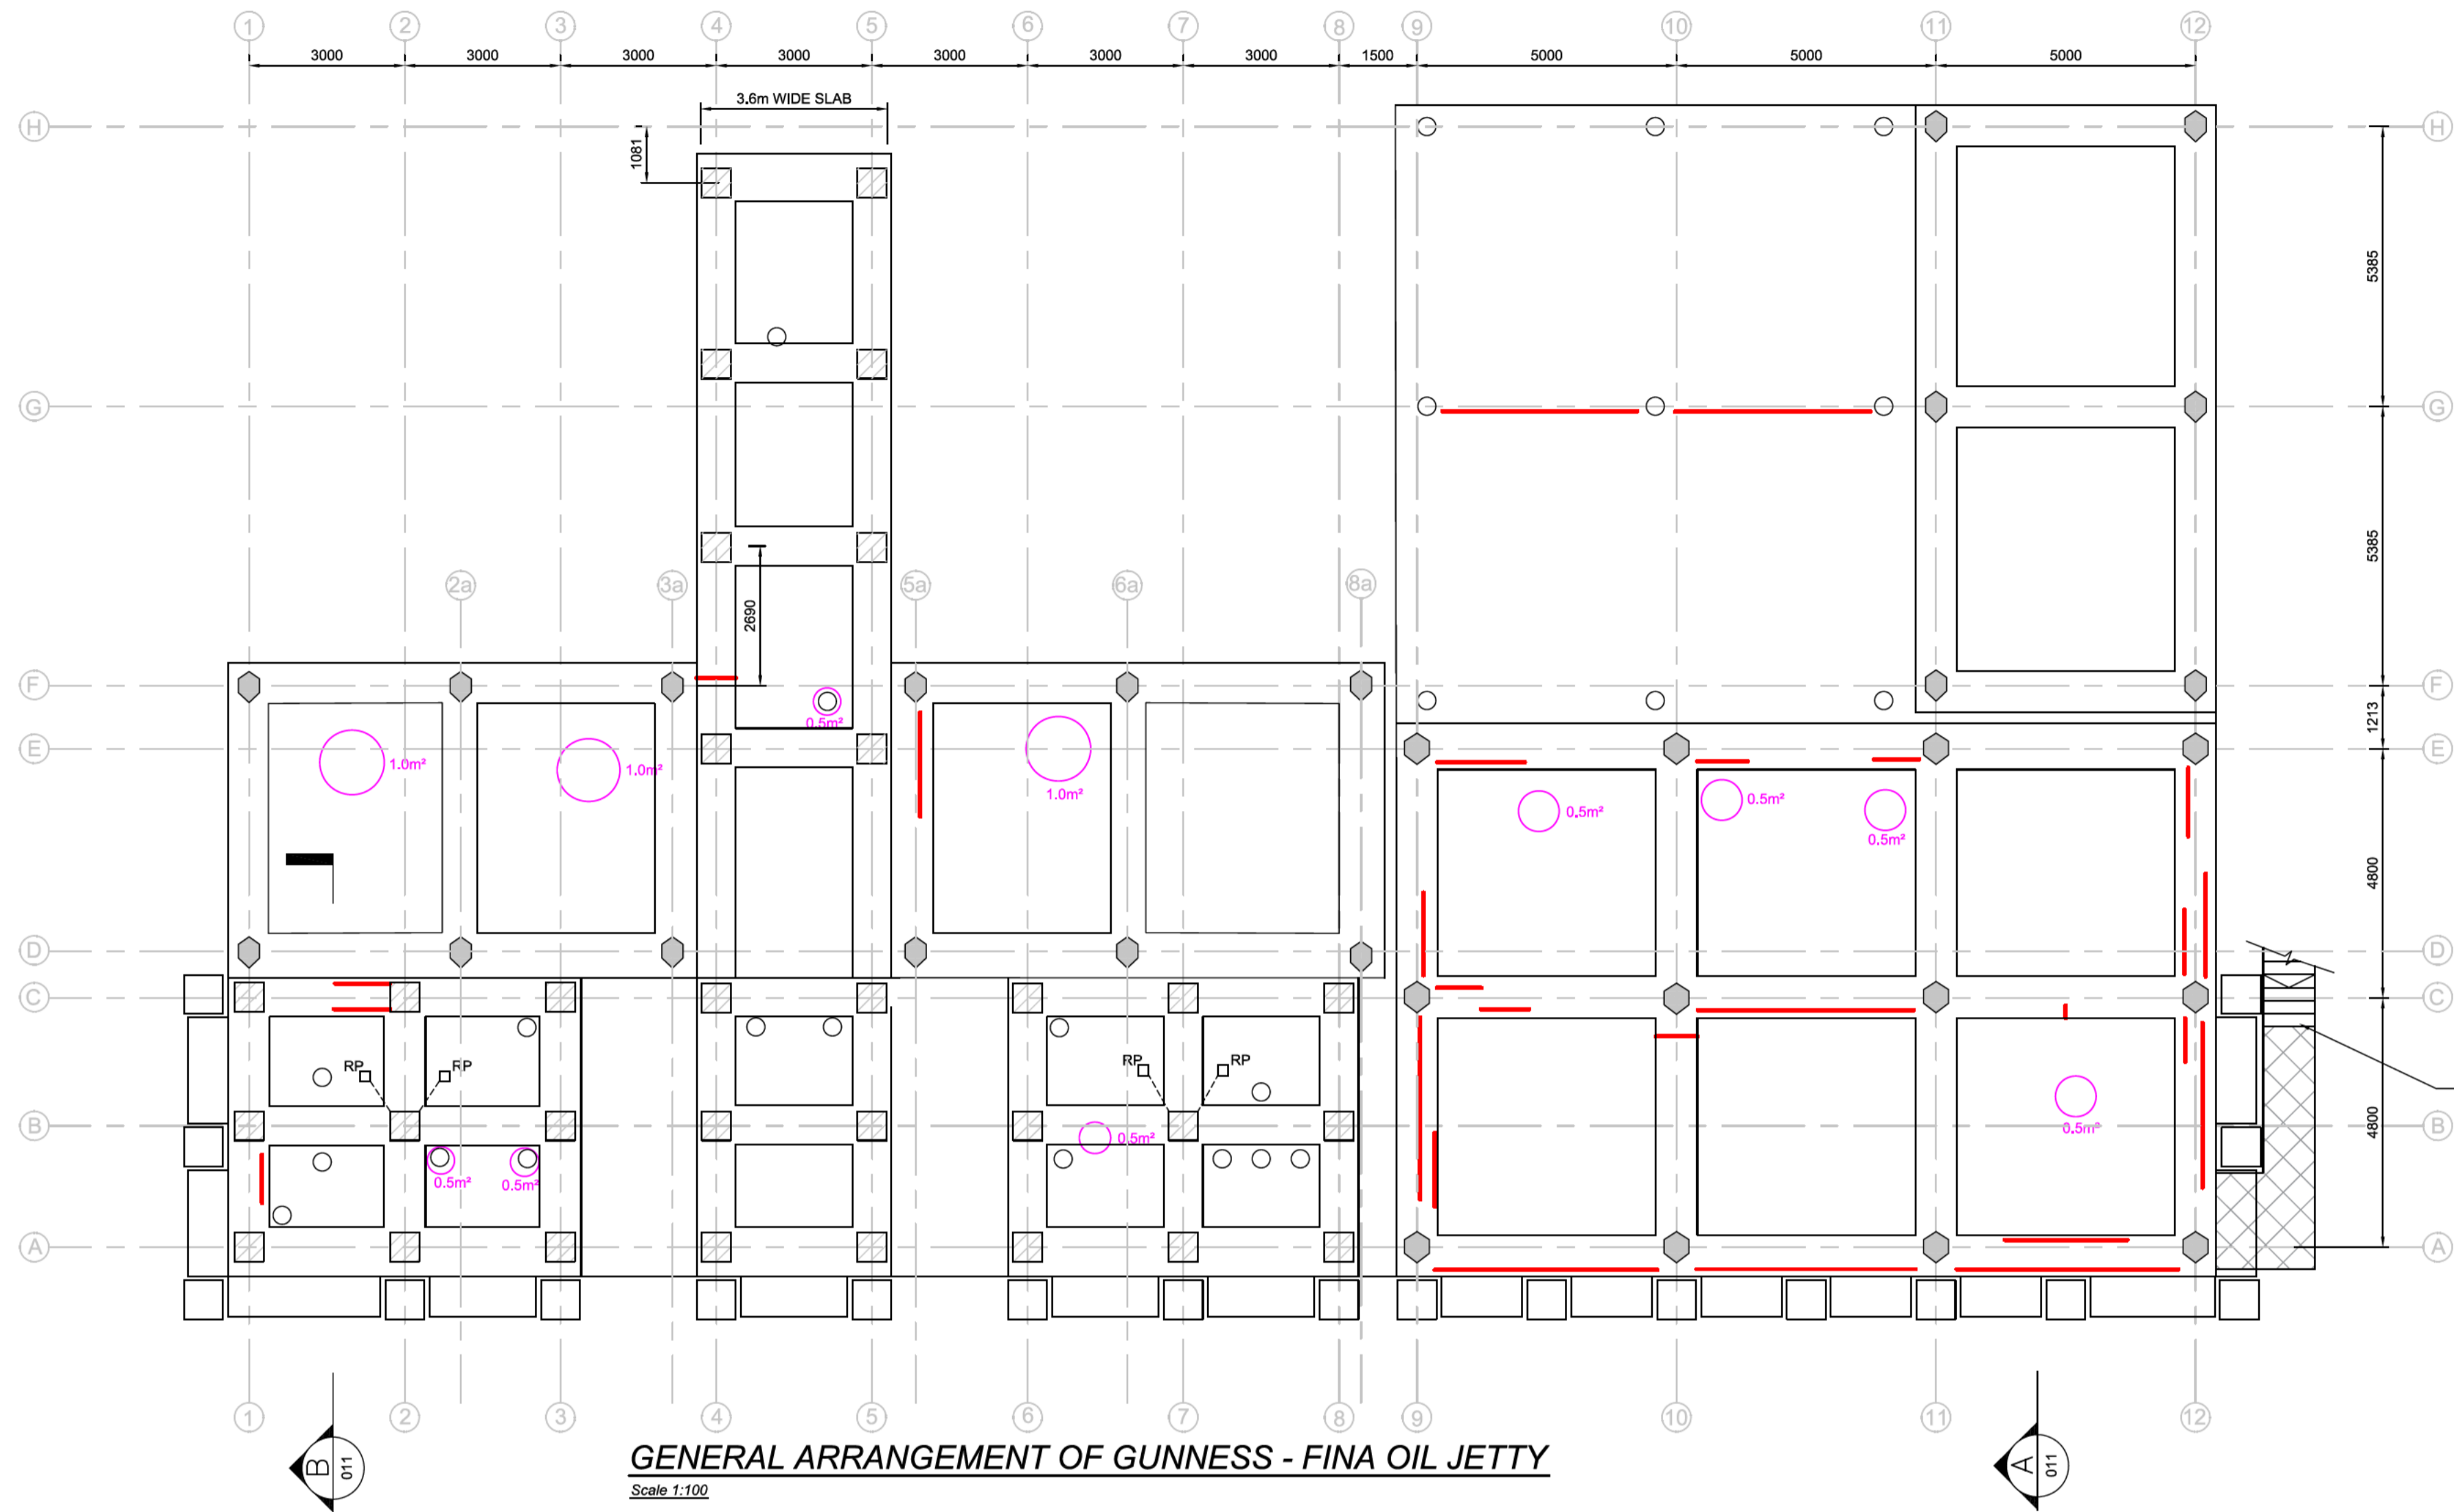 1 2 3 4 5 6 7 8 9 10 11 12
3000 3000 3000 3000 3000 3000 3000 1500 5000 5000 5000
3.6m WIDE SLAB
H H
1081
5385
G G
5385
2a 3a 5a 6a 8a
2690
F F
0.5m²
1213
E E
1.0m² 1.0m² 1.0m²
0.5m² 0.5m² 0.5m²
4800
D D
C C
RP RP RP RP
B B
0.5m² 0.5m²
4800
0.5m² 0.5m²
A A
1 2 3 4 5 6 7 8 9 10 11 12
B 011
GENERAL ARRANGEMENT OF GUNNESS - FINA OIL JETTY
Scale 1:100
A 011